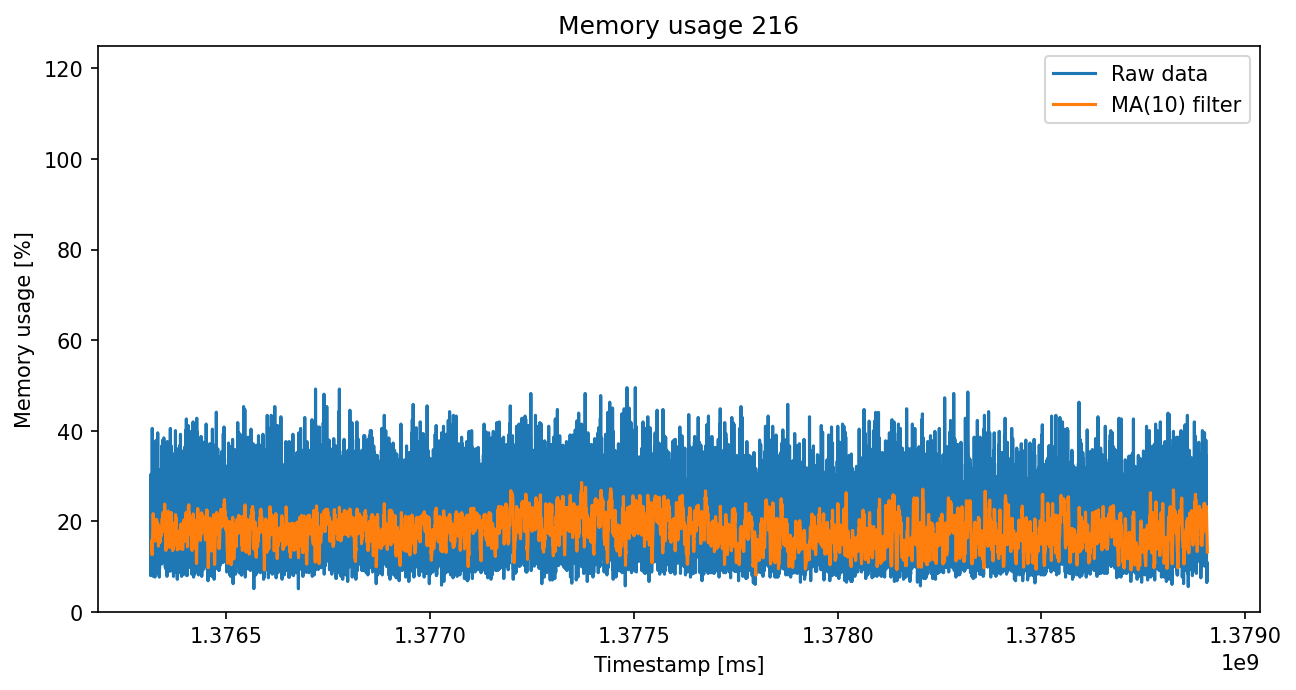 Memory usage 216
Raw data
MA(10) filter
Memory usage [%]
120
100
80
60
40
20
0
1.3765
1.3770
1.3775
1.3780
1.3785
1.3790
1e9
Timestamp [ms]